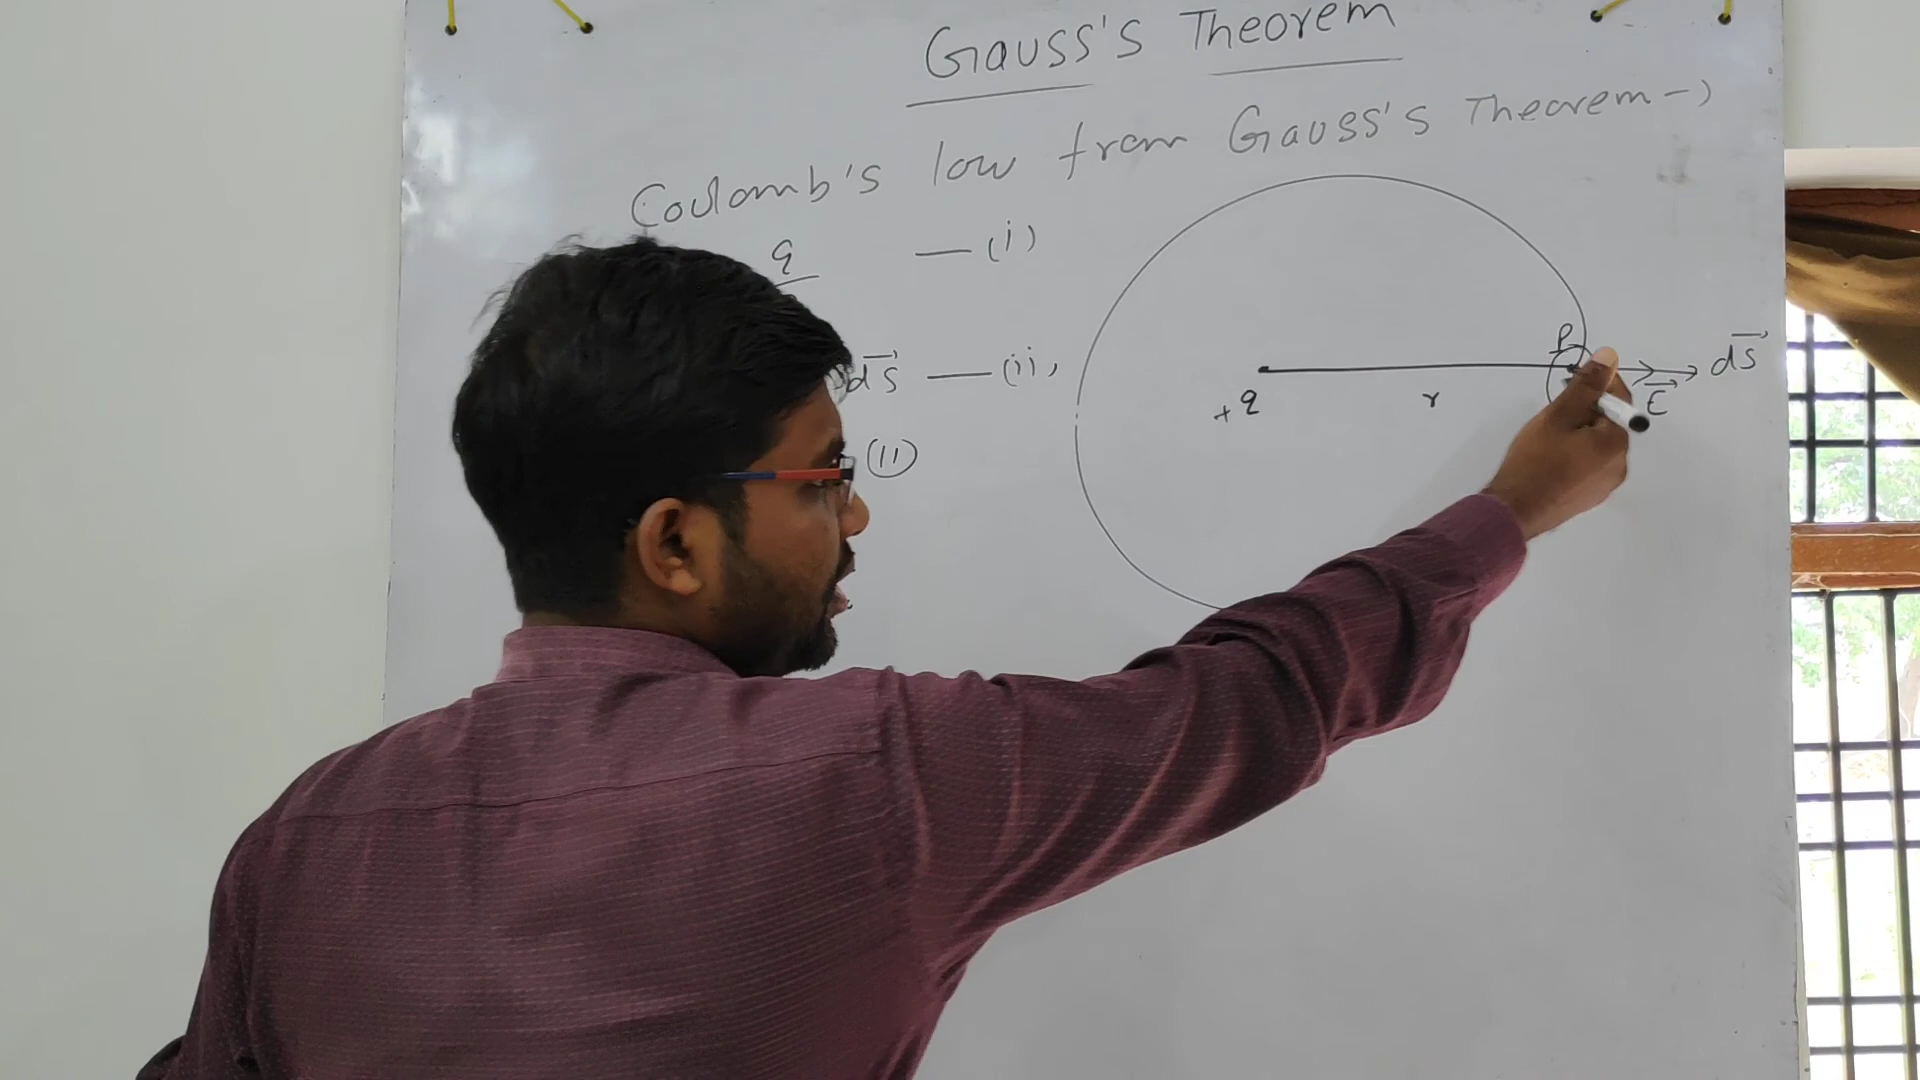 Gauss's Theorem
Coulomb's low from Gauss's Theorem →
q — (i)
ds — (ii)
(11)
P
+q
r
E
ds